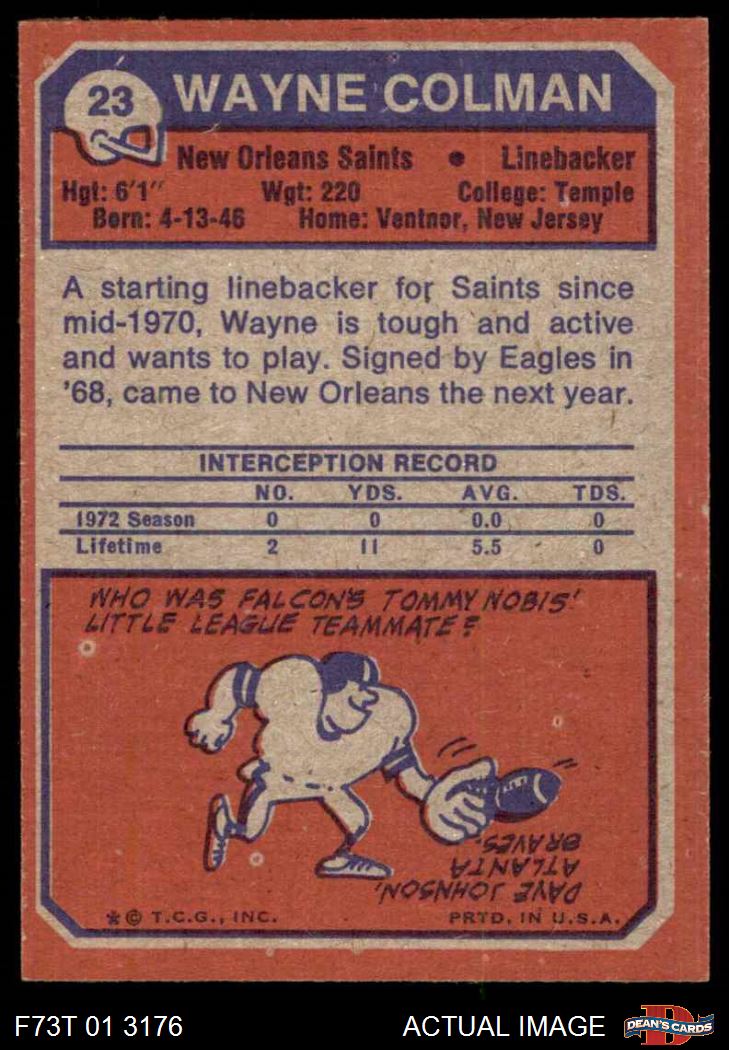 23
WAYNE COLMAN
New Orleans Saints • Linebacker
Hgt: 6'1" Wgt: 220 College: Temple
Born: 4-13-46 Home: Ventnor, New Jersey
A starting linebacker for Saints since
mid-1970, Wayne is tough and active
and wants to play. Signed by Eagles in
'68, came to New Orleans the next year.
INTERCEPTION RECORD
NO. YDS. AVG. TDS.
1972 Season 0 0 0.0 0
Lifetime 2 11 5.5 0
WHO WAS FALCON'S TOMMY NOBIS'
LITTLE LEAGUE TEAMMATE?
DAVE JOHNSON,
ATLANTA
BRAVES.
*© T.C.G., INC. PRTD. IN U.S.A.
F73T 01 3176 ACTUAL IMAGE
D
DEAN'S CARDS